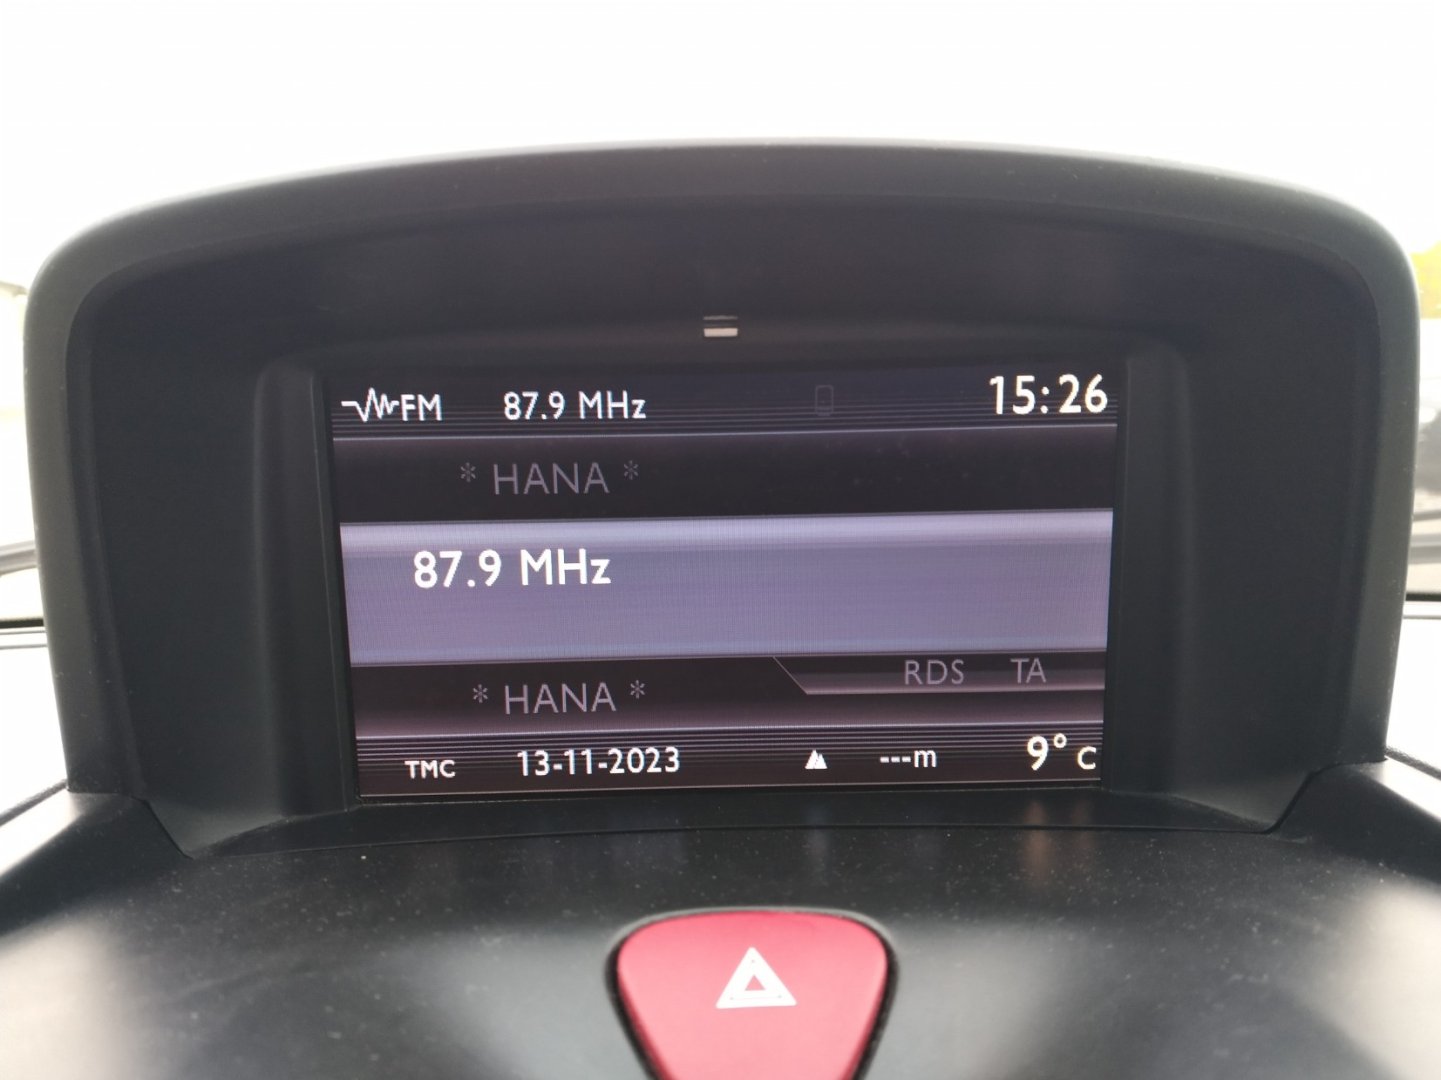 FM 87.9 MHz 15:26
* HANA *
87.9 MHz
RDS TA
* HANA *
TMC 13-11-2023 ---m 9° C